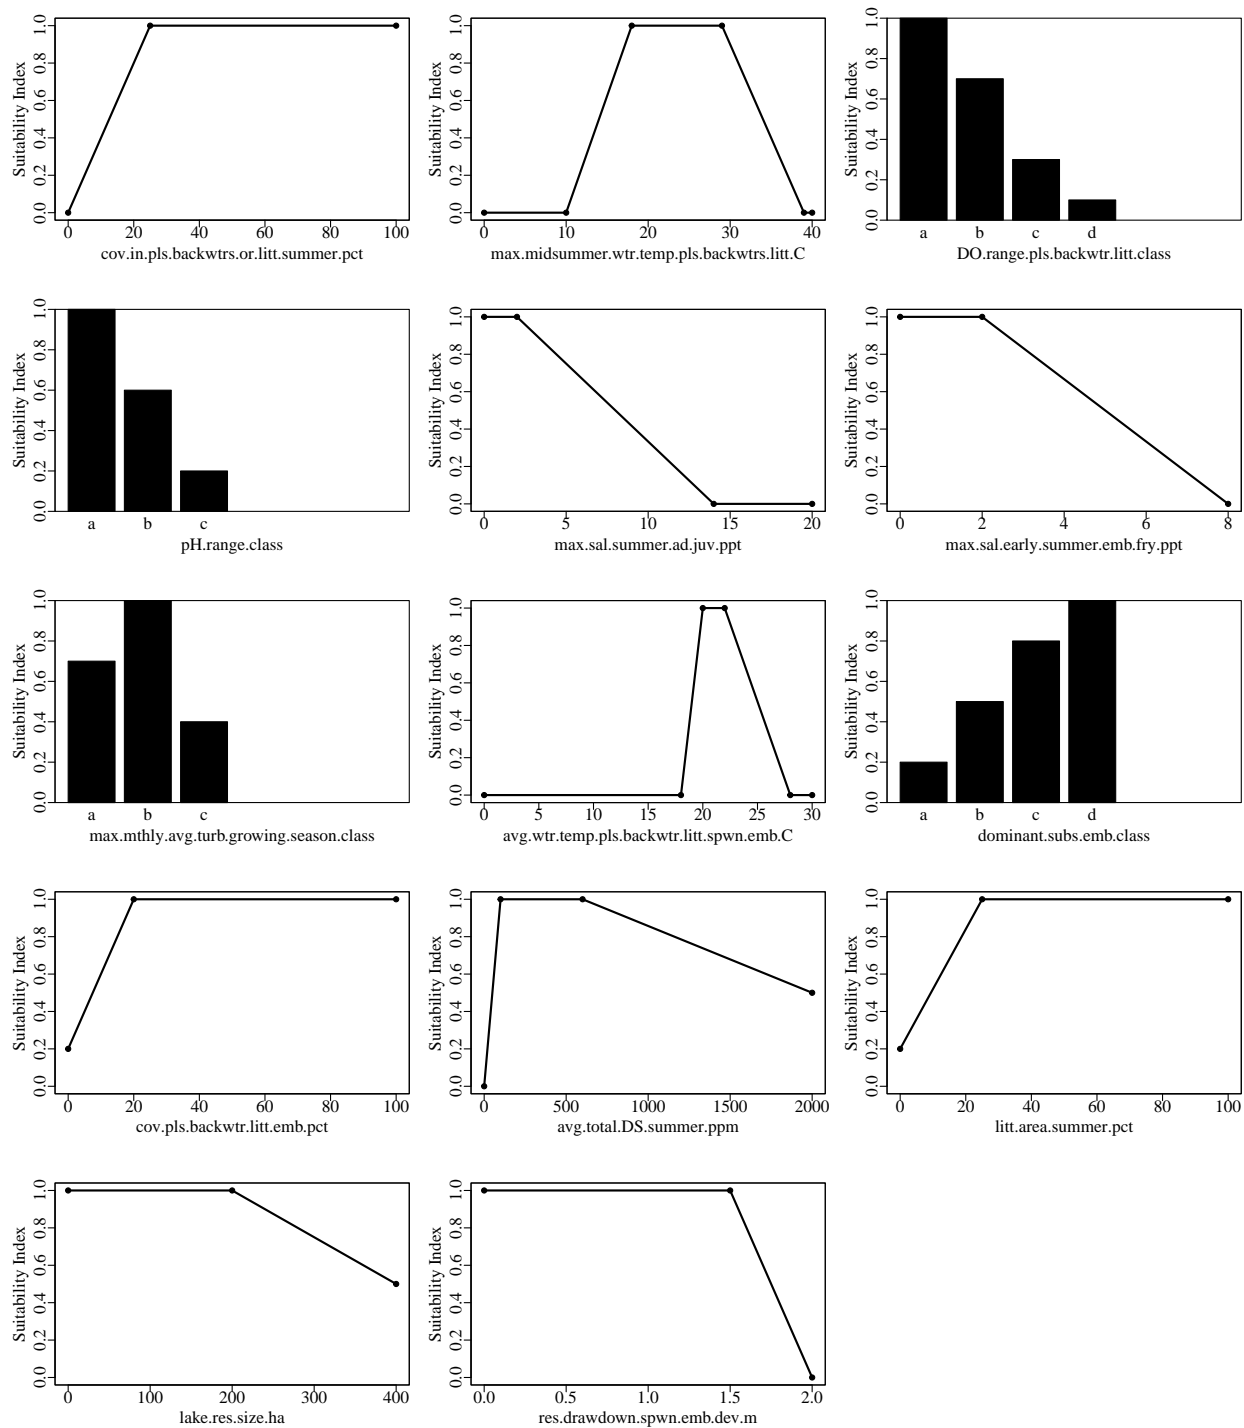 Suitability Index
0.0 0.2 0.4 0.6 0.8 1.0
0 20 40 60 80 100
cov.in.pls.backwtrs.or.litt.summer.pct
Suitability Index
0.0 0.2 0.4 0.6 0.8 1.0
0 10 20 30 40
max.midsummer.wtr.temp.pls.backwtrs.litt.C
Suitability Index
0.0 0.2 0.4 0.6 0.8 1.0
a b c d
DO.range.pls.backwtr.litt.class
Suitability Index
0.0 0.2 0.4 0.6 0.8 1.0
a b c
pH.range.class
Suitability Index
0.0 0.2 0.4 0.6 0.8 1.0
0 5 10 15 20
max.sal.summer.ad.juv.ppt
Suitability Index
0.0 0.2 0.4 0.6 0.8 1.0
0 2 4 6 8
max.sal.early.summer.emb.fry.ppt
Suitability Index
0.0 0.2 0.4 0.6 0.8 1.0
a b c
max.mthly.avg.turb.growing.season.class
Suitability Index
0.0 0.2 0.4 0.6 0.8 1.0
0 5 10 15 20 25 30
avg.wtr.temp.pls.backwtr.litt.spwn.emb.C
Suitability Index
0.0 0.2 0.4 0.6 0.8 1.0
a b c d
dominant.subs.emb.class
Suitability Index
0.0 0.2 0.4 0.6 0.8 1.0
0 20 40 60 80 100
cov.pls.backwtr.litt.emb.pct
Suitability Index
0.0 0.2 0.4 0.6 0.8 1.0
0 500 1000 1500 2000
avg.total.DS.summer.ppm
Suitability Index
0.0 0.2 0.4 0.6 0.8 1.0
0 20 40 60 80 100
litt.area.summer.pct
Suitability Index
0.0 0.2 0.4 0.6 0.8 1.0
0 100 200 300 400
lake.res.size.ha
Suitability Index
0.0 0.2 0.4 0.6 0.8 1.0
0.0 0.5 1.0 1.5 2.0
res.drawdown.spwn.emb.dev.m